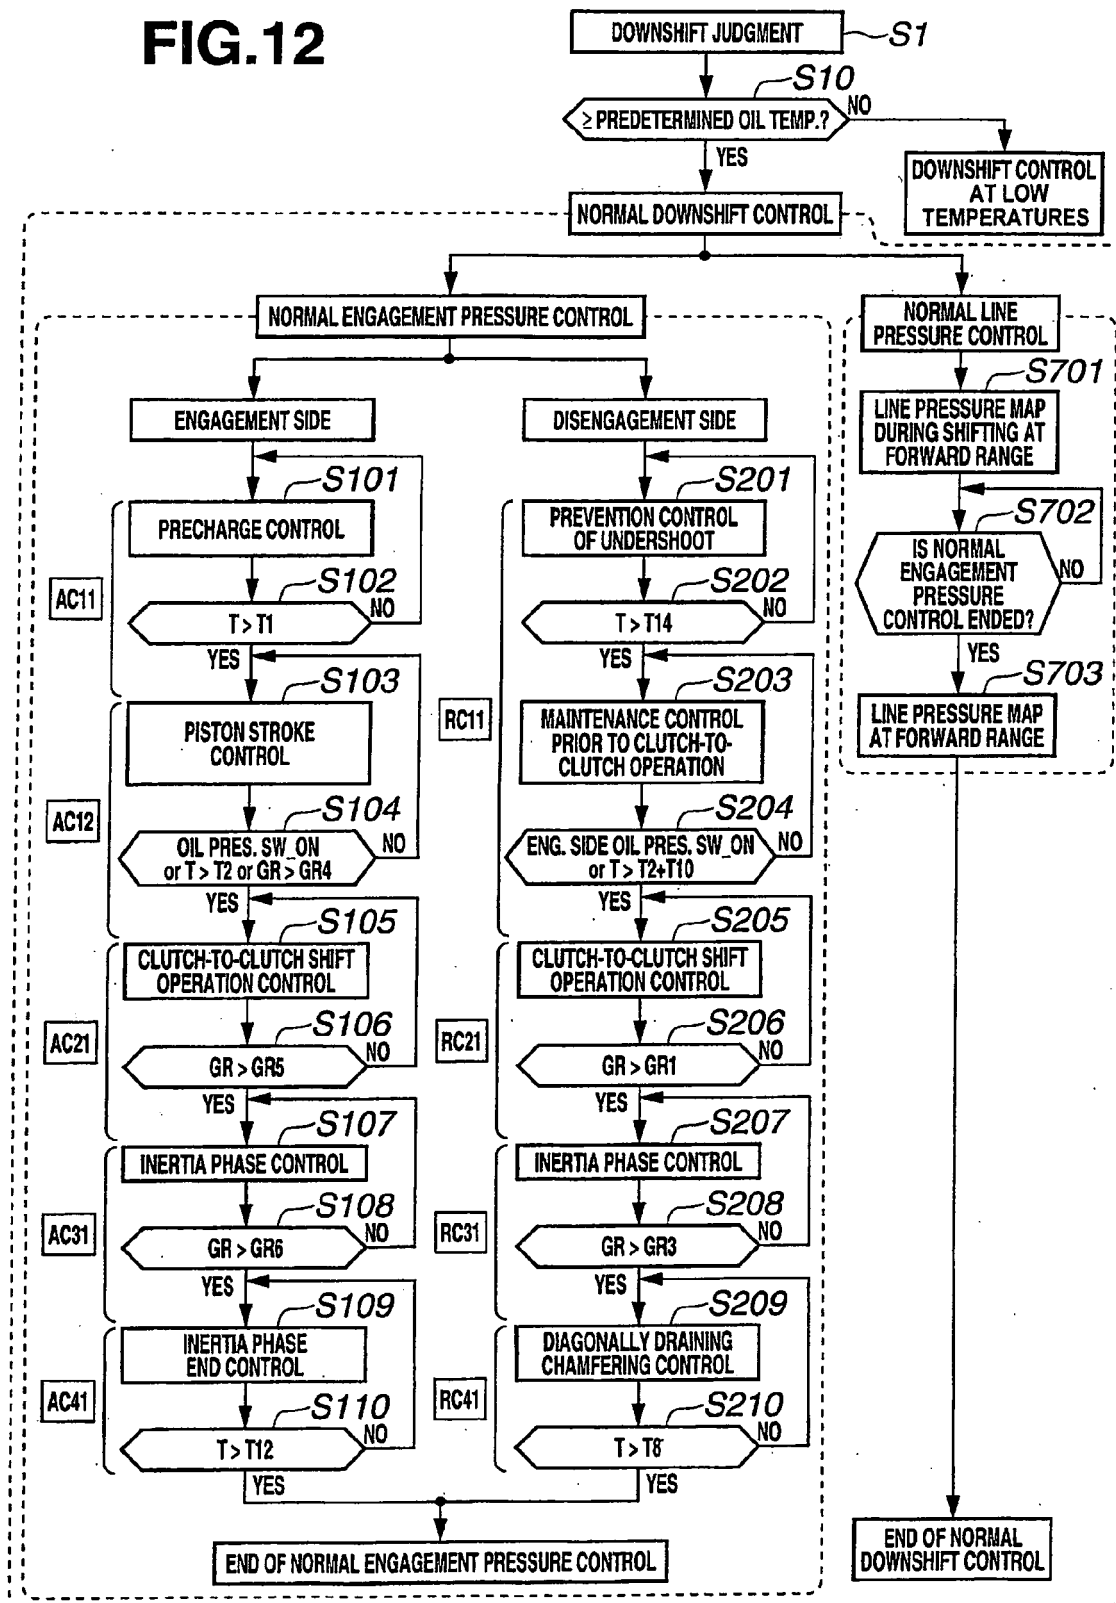 FIG.12
DOWNSHIFT JUDGMENT
S1
S10
≥ PREDETERMINED OIL TEMP.?
NO
YES
DOWNSHIFT CONTROL
AT LOW
TEMPERATURES
NORMAL DOWNSHIFT CONTROL
NORMAL ENGAGEMENT PRESSURE CONTROL
ENGAGEMENT SIDE
S101
PRECHARGE CONTROL
S102
T > T1
NO
YES
AC11
S103
PISTON STROKE
CONTROL
S104
OIL PRES. SW_ON
or T > T2 or GR > GR4
NO
YES
AC12
S105
CLUTCH-TO-CLUTCH SHIFT
OPERATION CONTROL
S106
GR > GR5
NO
YES
AC21
S107
INERTIA PHASE CONTROL
S108
GR > GR6
NO
YES
AC31
S109
INERTIA PHASE
END CONTROL
S110
T > T12
NO
YES
AC41
DISENGAGEMENT SIDE
S201
PREVENTION CONTROL
OF UNDERSHOOT
S202
T > T14
NO
YES
S203
RC11
MAINTENANCE CONTROL
PRIOR TO CLUTCH-TO-
CLUTCH OPERATION
S204
ENG. SIDE OIL PRES. SW_ON
or T > T2+T10
NO
YES
S205
CLUTCH-TO-CLUTCH SHIFT
OPERATION CONTROL
S206
GR > GR1
NO
YES
RC21
S207
INERTIA PHASE CONTROL
S208
GR > GR3
NO
YES
RC31
S209
DIAGONALLY DRAINING
CHAMFERING CONTROL
S210
T > T8
NO
YES
RC41
END OF NORMAL ENGAGEMENT PRESSURE CONTROL
NORMAL LINE
PRESSURE CONTROL
S701
LINE PRESSURE MAP
DURING SHIFTING AT
FORWARD RANGE
S702
IS NORMAL
ENGAGEMENT
PRESSURE
CONTROL ENDED?
NO
YES
S703
LINE PRESSURE MAP
AT FORWARD RANGE
END OF NORMAL
DOWNSHIFT CONTROL